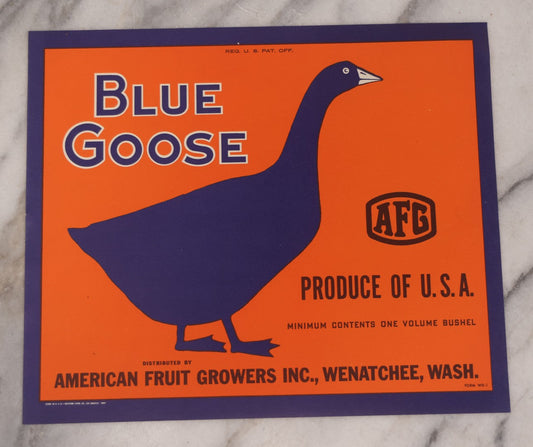 REG. U. S. PAT. OFF.
BLUE
GOOSE
AFG
PRODUCE OF U.S.A.
MINIMUM CONTENTS ONE VOLUME BUSHEL
DISTRIBUTED BY
AMERICAN FRUIT GROWERS INC., WENATCHEE, WASH.